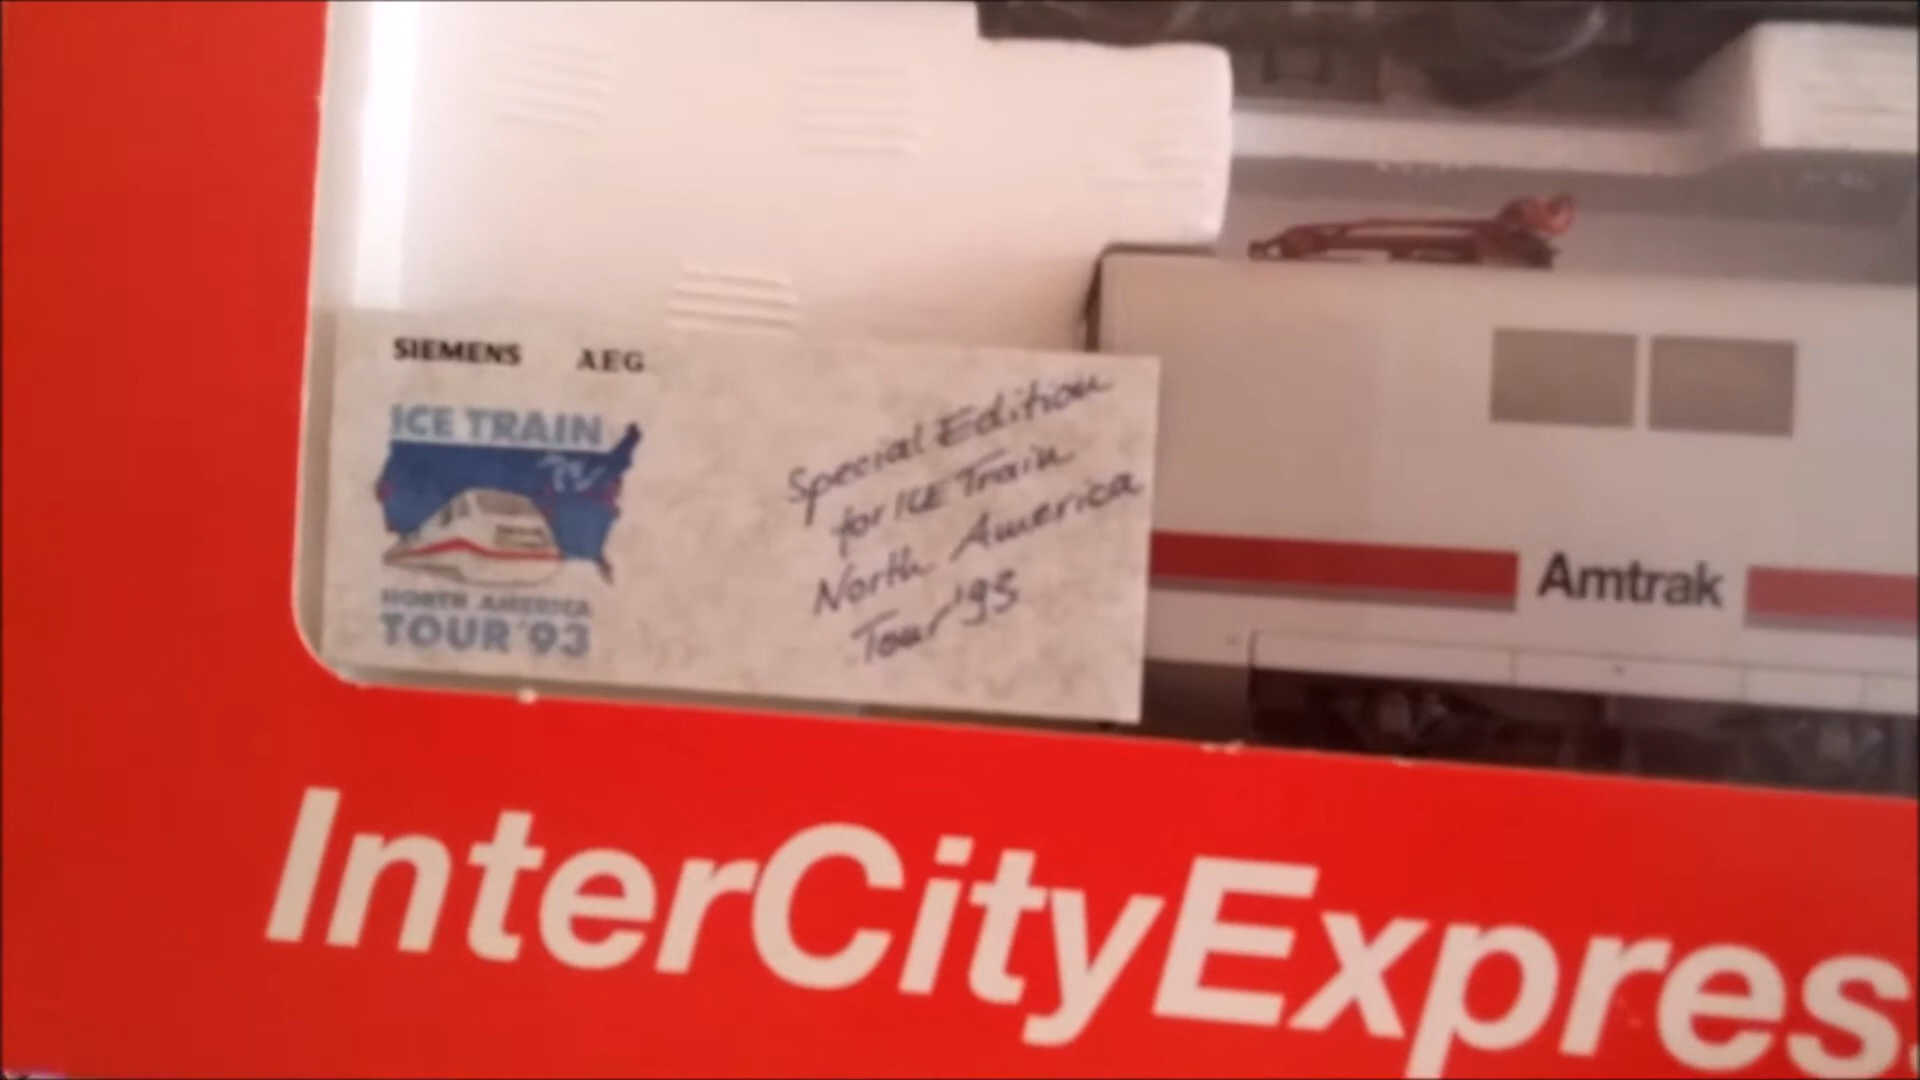 SIEMENS AEG
ICE TRAIN
NORTH AMERICA
TOUR '93
Special Edition
for ICE Train
North America
Tour '93
Amtrak
InterCityExpres